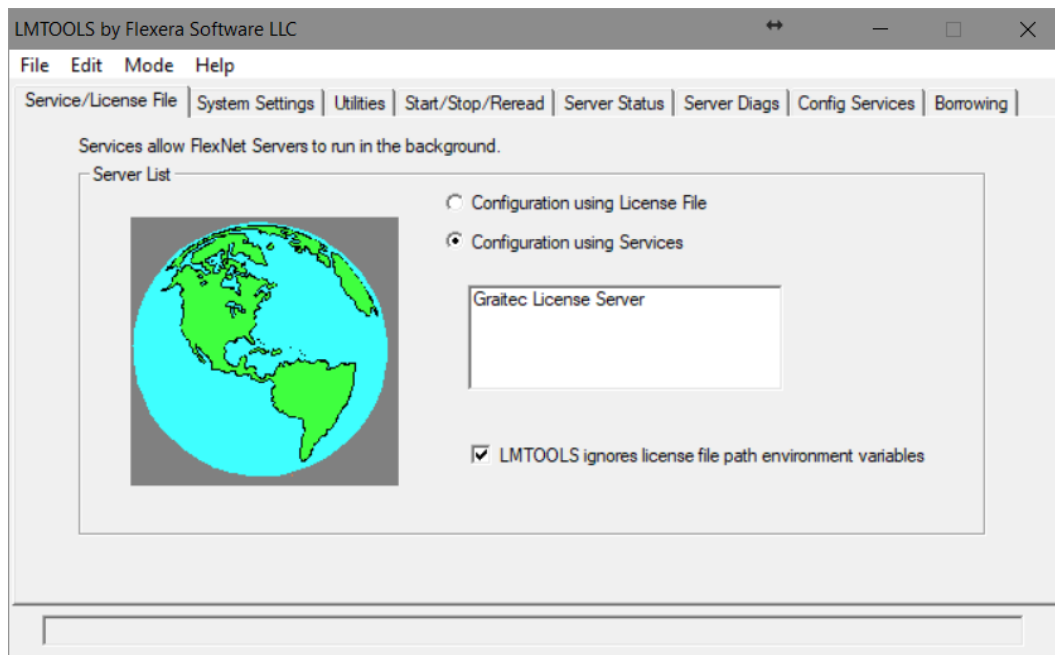 LMTOOLS by Flexera Software LLC
File Edit Mode Help
Service/License File System Settings Utilities Start/Stop/Reread Server Status Server Diags Config Services Borrowing
Services allow FlexNet Servers to run in the background.
Server List
Configuration using License File
Configuration using Services
Graitec License Server
LMTOOLS ignores license file path environment variables